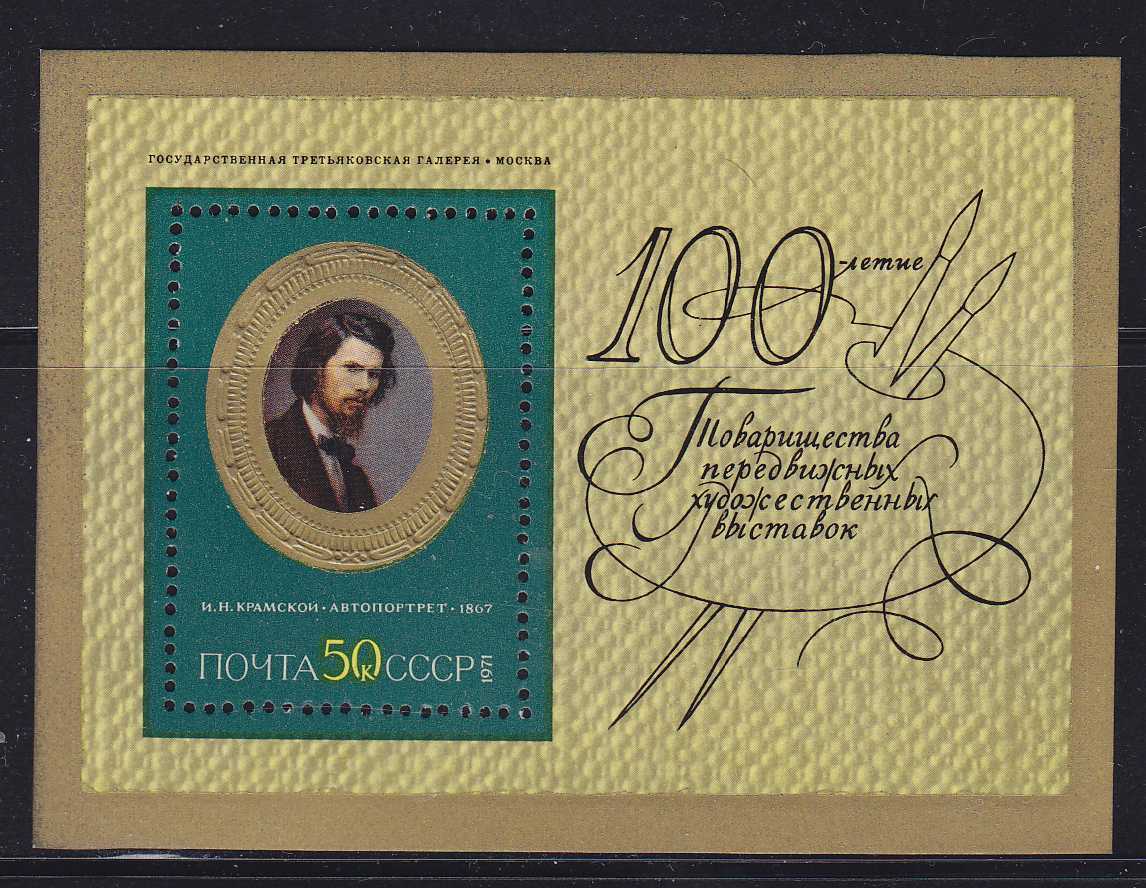 ГОСУДАРСТВЕННАЯ ТРЕТЬЯКОВСКАЯ ГАЛЕРЕЯ • МОСКВА
И.Н. КРАМСКОЙ · АВТОПОРТРЕТ · 1867
ПОЧТА 50к СССР
1971
100-летие
Товарищества
передвижных
художественных
выставок